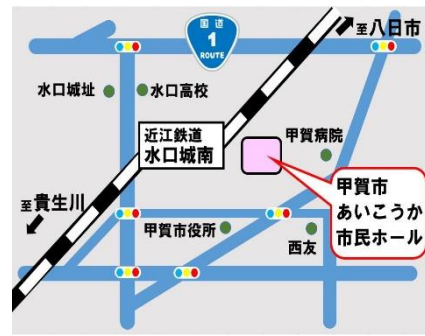 国道
1
ROUTE
至八日市
水口城址
水口高校
近江鉄道
水口城南
甲賀病院
至貴生川
甲賀市
あいこうか
市民ホール
甲賀市役所
西友